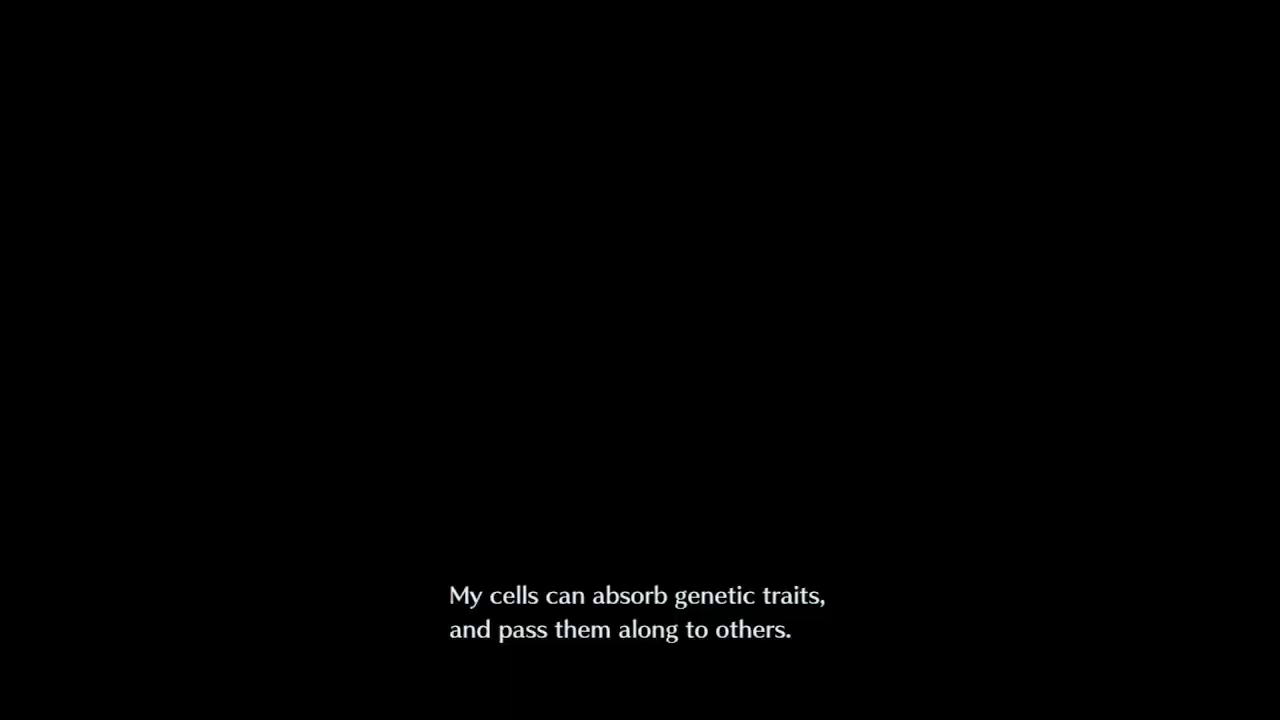 My cells can absorb genetic traits,
and pass them along to others.